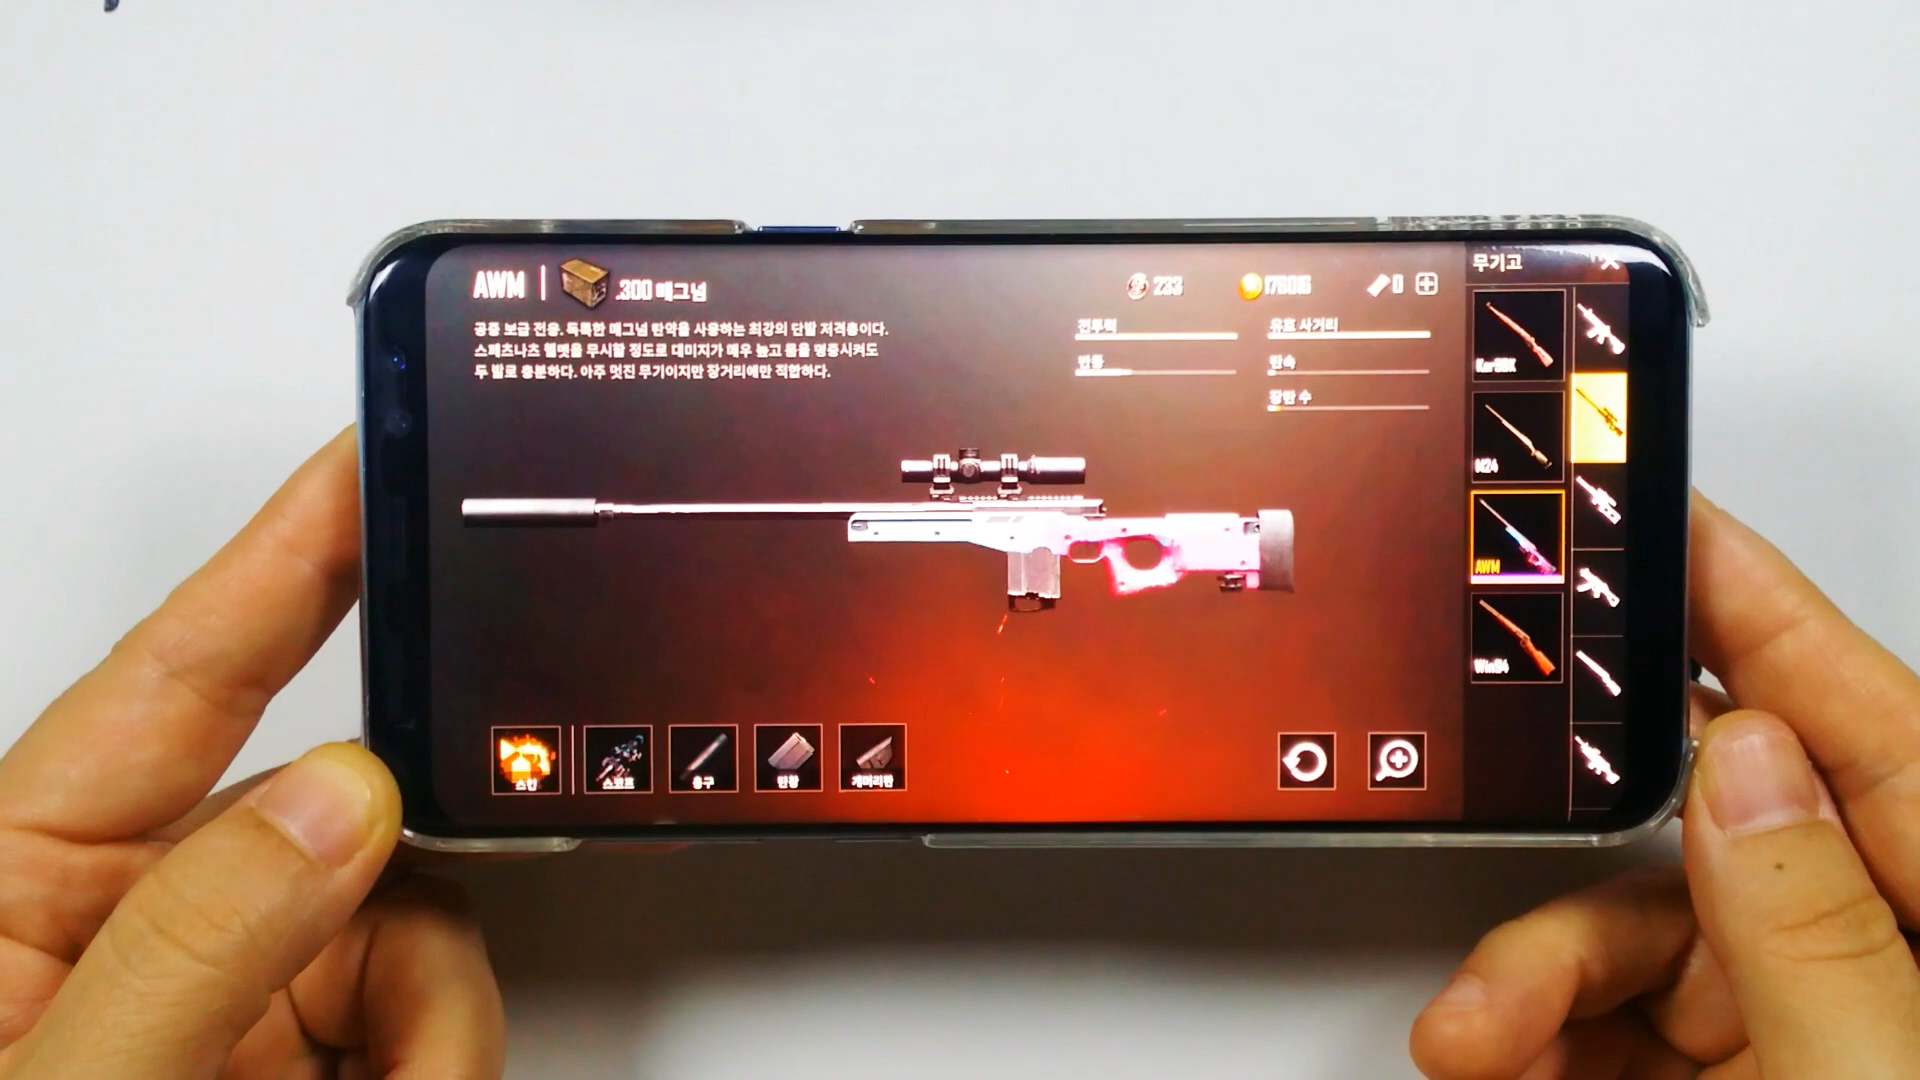 AWM
.300 매그넘
233
176016
0
무기고
공중 보급 전용. 독특한 매그넘 탄약을 사용하는 최강의 단발 저격총이다.
스페츠나츠 헬멧을 무시할 정도로 대미지가 매우 높고 몸을 명중시켜도
두 발로 충분하다. 아주 멋진 무기이지만 장거리에만 적합하다.
전투력
유효 사거리
반동
탄속
장탄 수
Kar98K
M24
AWM
Win94
스킨
스코프
총구
탄창
개머리판